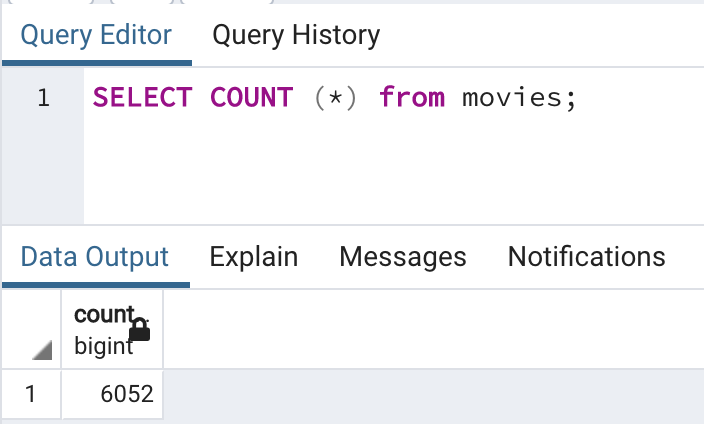 Query Editor Query History
1 SELECT COUNT (*) from movies;
Data Output Explain Messages Notifications
count
bigint
1 6052